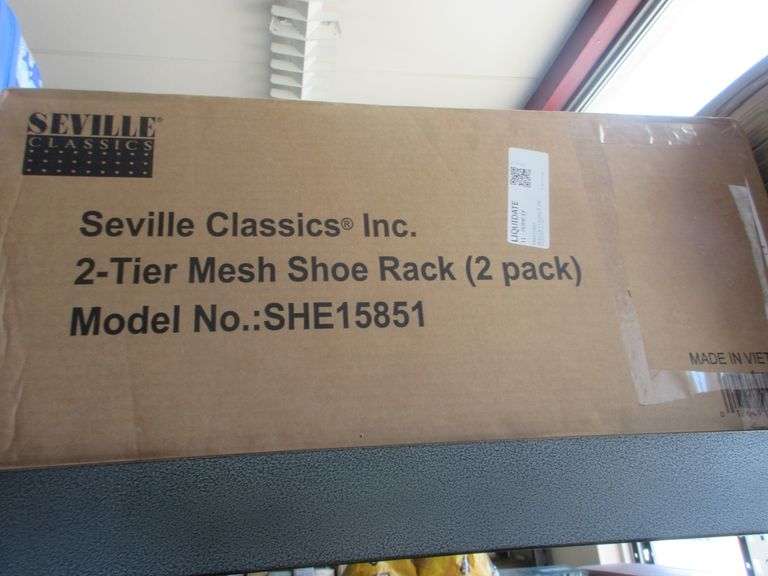 SEVILLE®
CLASSICS
LIQUIDATE
Seville Classics® Inc.
2-Tier Mesh Shoe Rack (2 pack)
Model No.:SHE15851
MADE IN VIET